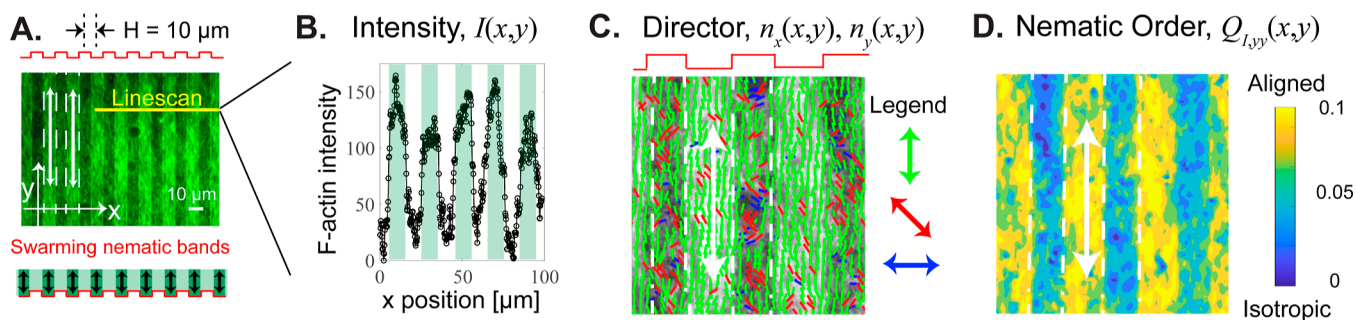 A.
H = 10 µm
Linescan
y
x
10 µm
Swarming nematic bands
B. Intensity, I(x,y)
F-actin intensity
150
100
50
0
0 50 100
x position [µm]
C. Director, nx(x,y), ny(x,y)
Legend
D. Nematic Order, QI,yy(x,y)
Aligned
0.1
0.05
0
Isotropic